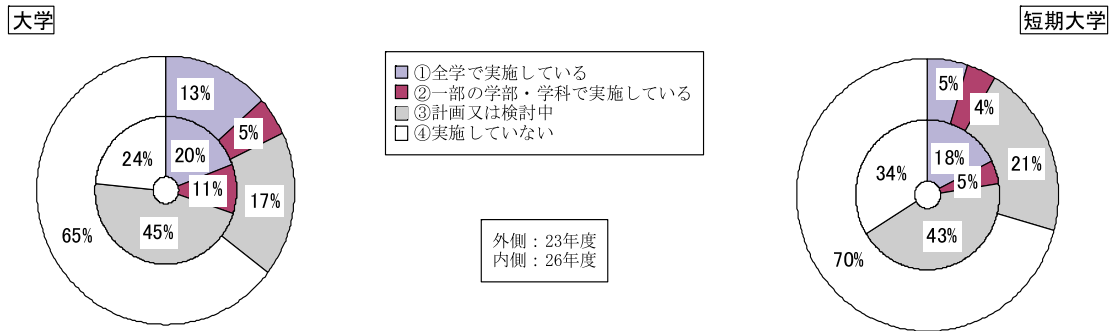 大学
短期大学
①全学で実施している
②一部の学部・学科で実施している
③計画又は検討中
④実施していない
13%
5%
17%
65%
20%
11%
45%
24%
外側：23年度
内側：26年度
5%
4%
21%
70%
18%
5%
43%
34%